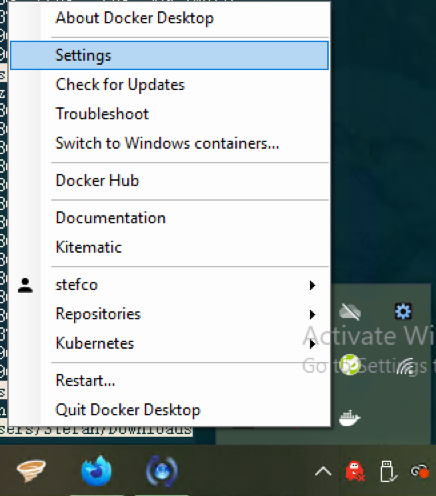 About Docker Desktop
Settings
Check for Updates
Troubleshoot
Switch to Windows containers...
Docker Hub
Documentation
Kitematic
stefco
Repositories
Kubernetes
Restart...
Quit Docker Desktop
Activate Wi
Go to Settings t
sers/Stefan/Downloads